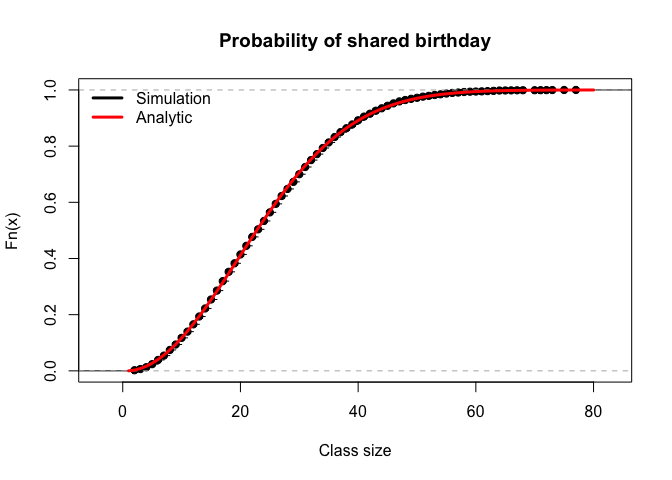 Probability of shared birthday
Simulation
Analytic
Fn(x)
0.0 0.2 0.4 0.6 0.8 1.0
0 20 40 60 80
Class size